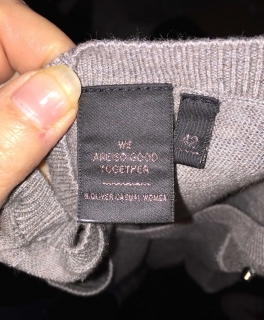 WE
ARE SO GOOD
TOGETHER
S.OLIVER CASUAL WOMEN
42